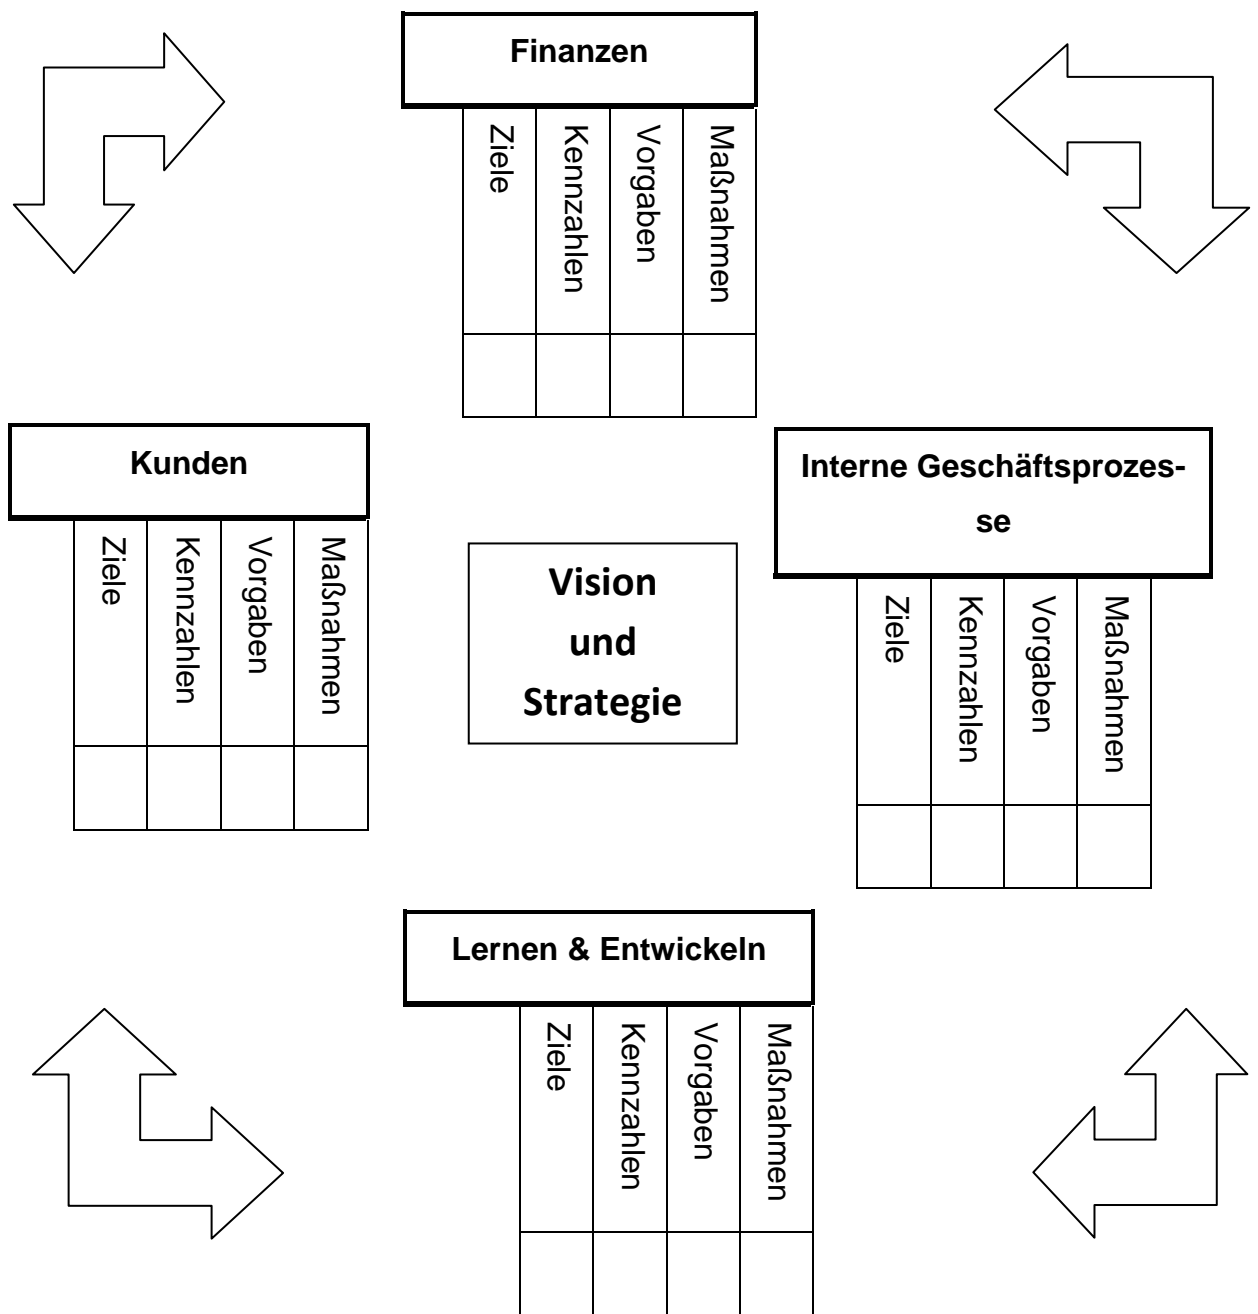 Finanzen
Ziele
Kennzahlen
Vorgaben
Maßnahmen
Kunden
Ziele
Kennzahlen
Vorgaben
Maßnahmen
Vision
und
Strategie
Interne Geschäftsprozes-
se
Ziele
Kennzahlen
Vorgaben
Maßnahmen
Lernen & Entwickeln
Ziele
Kennzahlen
Vorgaben
Maßnahmen